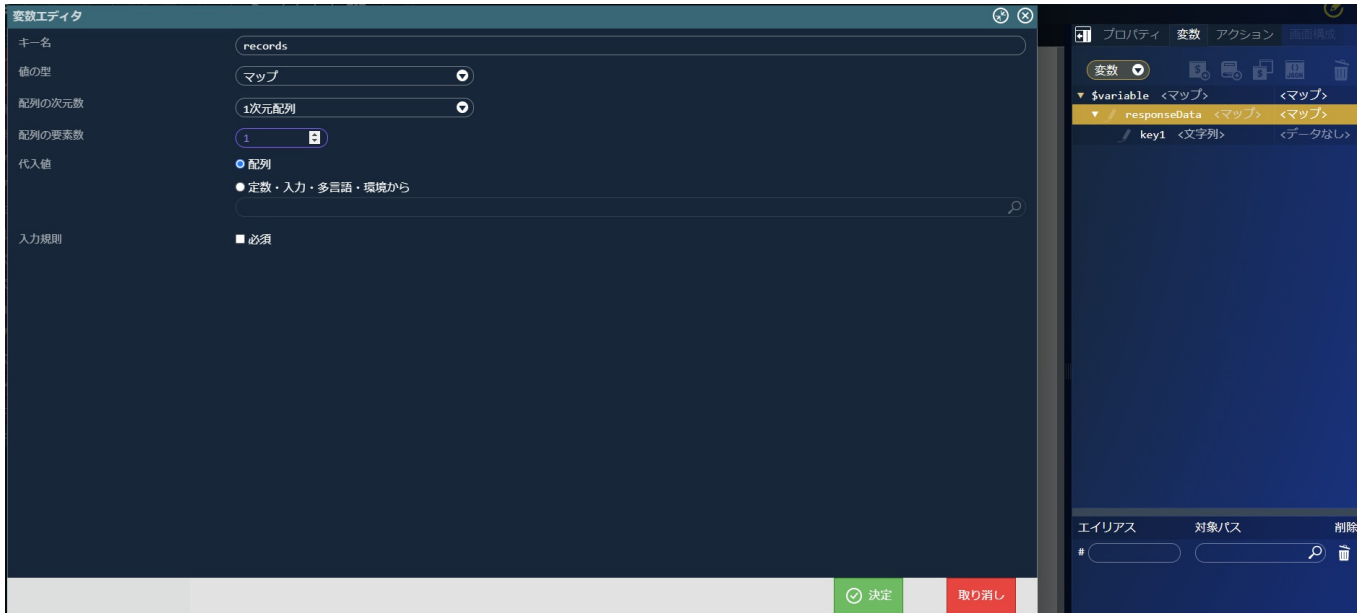 変数エディタ
キー名
records
値の型
マップ
配列の次元数
1次元配列
配列の要素数
1
代入値
配列
定数・入力・多言語・環境から
入力規則
必須
決定
取り消し
プロパティ 変数 アクション 画面構成
変数
$variable <マップ> <マップ>
responseData <マップ> <マップ>
key1 <文字列> <データなし>
エイリアス 対象パス 削除
#